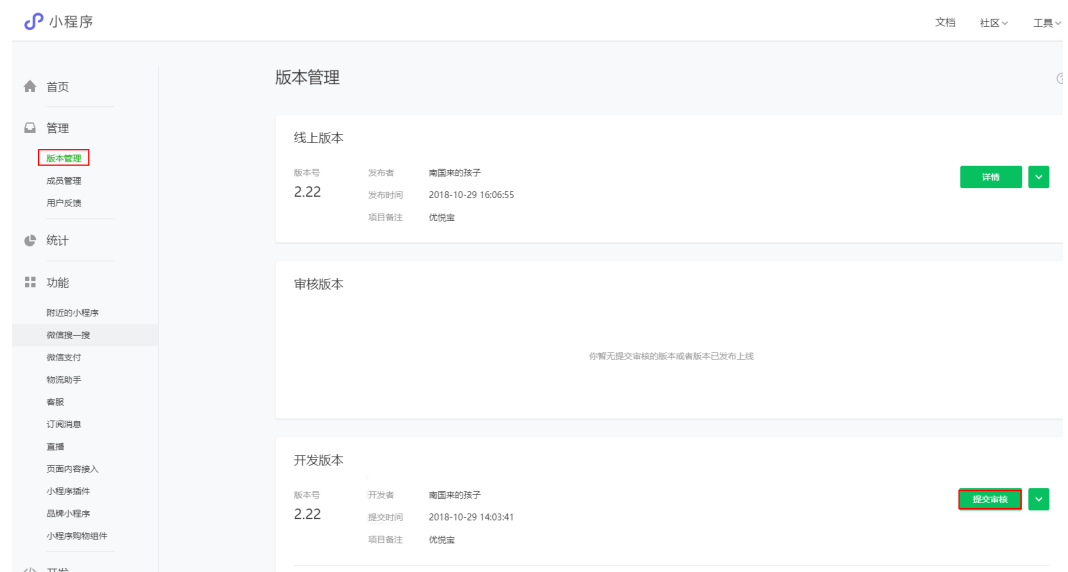 小程序
文档 社区 工具
首页
管理
版本管理
成员管理
用户反馈
统计
功能
附近的小程序
微信搜一搜
微信支付
物流助手
客服
订阅消息
直播
页面内容接入
小程序插件
品牌小程序
小程序购物组件
版本管理
线上版本
版本号 发布者 南国来的孩子 详情
2.22 发布时间 2018-10-29 16:06:55
项目备注 优悦宝
审核版本
你暂无提交审核的版本或者版本已发布上线
开发版本
版本号 开发者 南国来的孩子 提交审核
2.22 提交时间 2018-10-29 14:03:41
项目备注 优悦宝